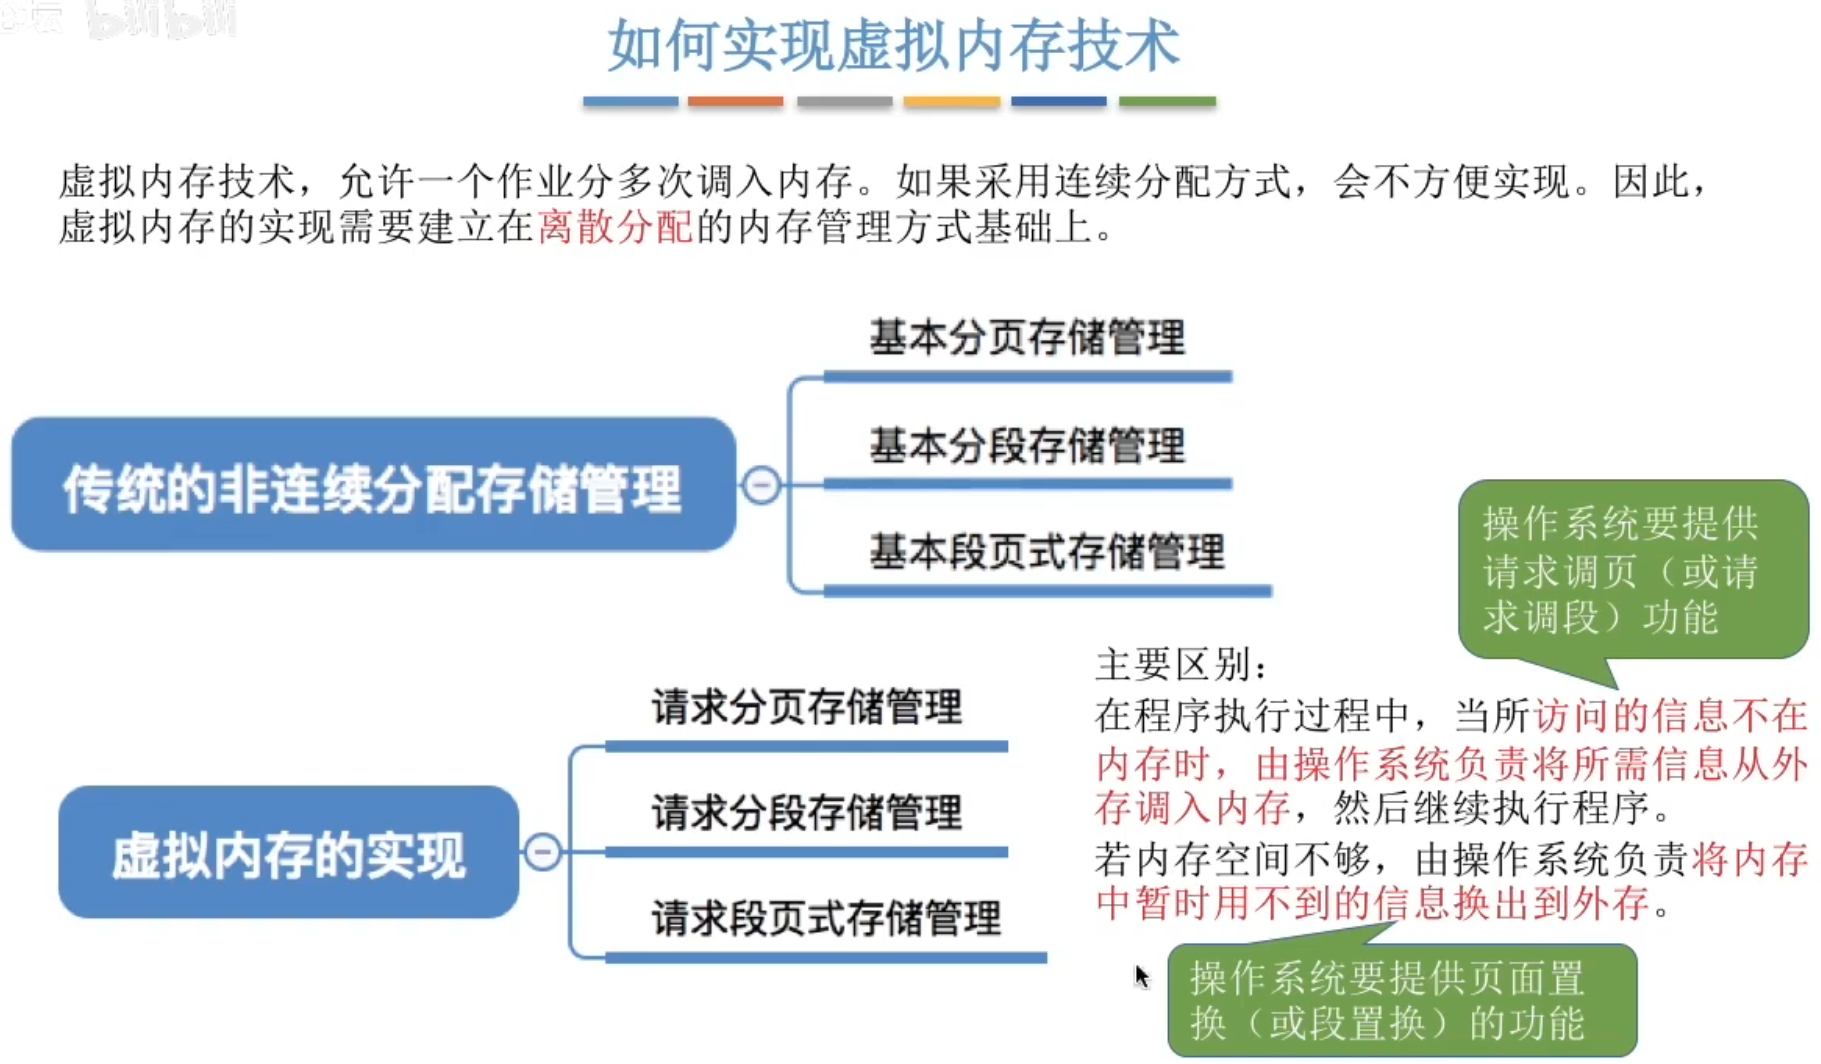 bilibili
如何实现虚拟内存技术
虚拟内存技术，允许一个作业分多次调入内存。如果采用连续分配方式，会不方便实现。因此，
虚拟内存的实现需要建立在离散分配的内存管理方式基础上。
基本分页存储管理
传统的非连续分配存储管理
基本分段存储管理
基本段页式存储管理
操作系统要提供
请求调页（或请
求调段）功能
请求分页存储管理
虚拟内存的实现
请求分段存储管理
请求段页式存储管理
主要区别：
在程序执行过程中，当所访问的信息不在
内存时，由操作系统负责将所需信息从外
存调入内存，然后继续执行程序。
若内存空间不够，由操作系统负责将内存
中暂时用不到的信息换出到外存。
操作系统要提供页面置
换（或段置换）的功能